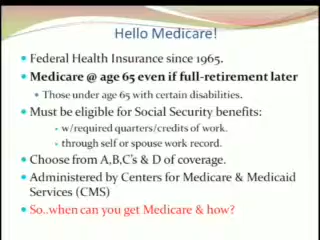 Hello Medicare!
Federal Health Insurance since 1965.
Medicare @ age 65 even if full-retirement later
Those under age 65 with certain disabilities.
Must be eligible for Social Security benefits:
- w/required quarters/credits of work.
- through self or spouse work record.
Choose from A,B,C's & D of coverage.
Administered by Centers for Medicare & Medicaid
Services (CMS)
So..when can you get Medicare & how?